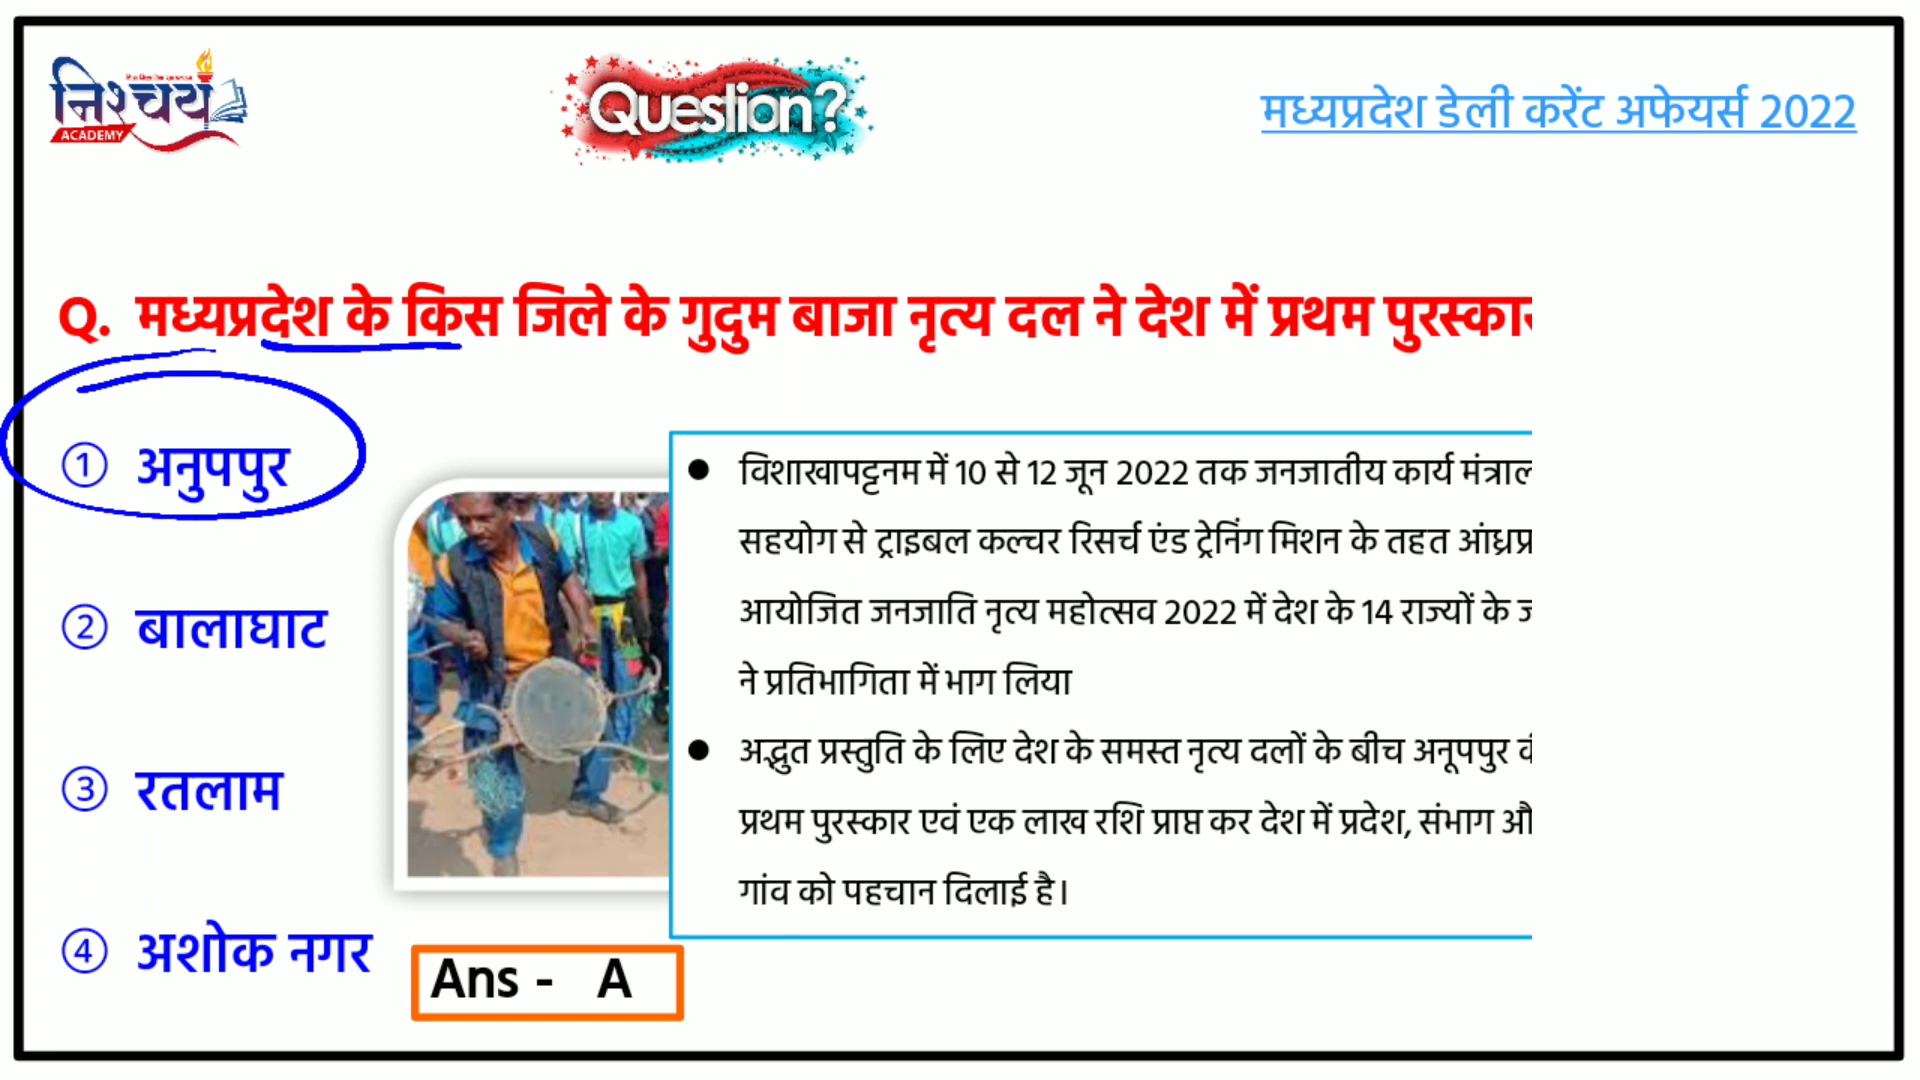 निश्चय
ACADEMY
Question?
मध्यप्रदेश डेली करेंट अफेयर्स 2022
Q. मध्यप्रदेश के किस जिले के गुदुम बाजा नृत्य दल ने देश में प्रथम
① अनुपपुर
② बालाघाट
③ रतलाम
④ अशोक नगर
● विशाखापट्टनम में 10 से 12 जून 2022 तक जनजातीय कार्य
सहयोग से ट्राइबल कल्चर रिसर्च एंड ट्रेनिंग मिशन के तहत
आयोजित जनजाति नृत्य महोत्सव 2022 में देश के 14 राज्यों के
ने प्रतिभागिता में भाग लिया
● अद्भुत प्रस्तुति के लिए देश के समस्त नृत्य दलों के बीच अनूपपुर
प्रथम पुरस्कार एवं एक लाख रशि प्राप्त कर देश में प्रदेश, संभाग
गांव को पहचान दिलाई है।
Ans - A